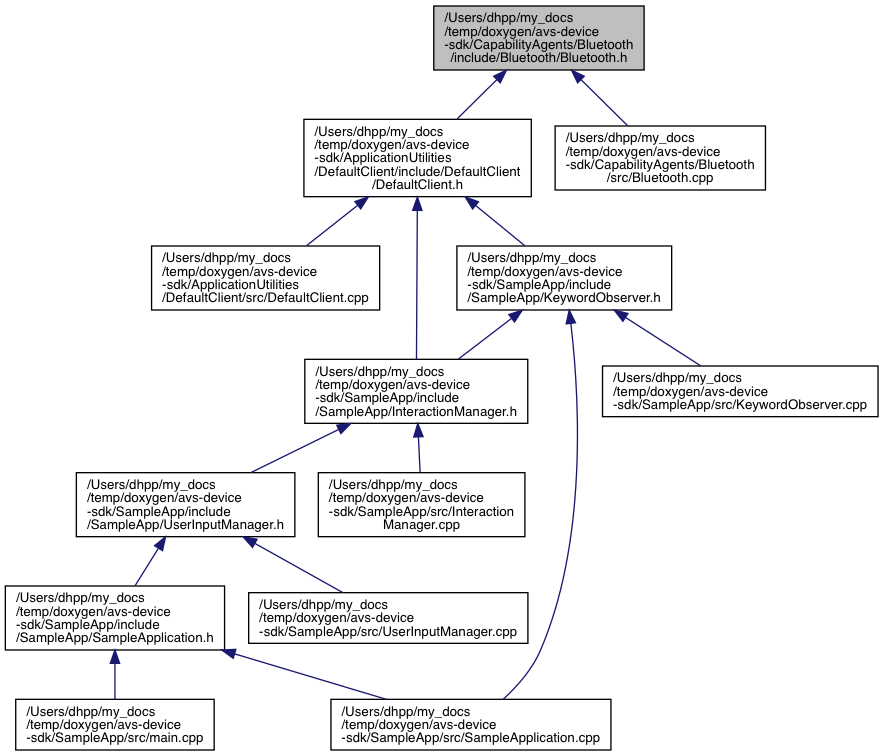 /Users/dhpp/my_docs
/temp/doxygen/avs-device
-sdk/CapabilityAgents/Bluetooth
/include/Bluetooth/Bluetooth.h
/Users/dhpp/my_docs
/temp/doxygen/avs-device
-sdk/ApplicationUtilities
/DefaultClient/include/DefaultClient
/DefaultClient.h
/Users/dhpp/my_docs
/temp/doxygen/avs-device
-sdk/CapabilityAgents/Bluetooth
/src/Bluetooth.cpp
/Users/dhpp/my_docs
/temp/doxygen/avs-device
-sdk/ApplicationUtilities
/DefaultClient/src/DefaultClient.cpp
/Users/dhpp/my_docs
/temp/doxygen/avs-device
-sdk/SampleApp/include
/SampleApp/KeywordObserver.h
/Users/dhpp/my_docs
/temp/doxygen/avs-device
-sdk/SampleApp/include
/SampleApp/InteractionManager.h
/Users/dhpp/my_docs
/temp/doxygen/avs-device
-sdk/SampleApp/src/KeywordObserver.cpp
/Users/dhpp/my_docs
/temp/doxygen/avs-device
-sdk/SampleApp/include
/SampleApp/UserInputManager.h
/Users/dhpp/my_docs
/temp/doxygen/avs-device
-sdk/SampleApp/src/Interaction
Manager.cpp
/Users/dhpp/my_docs
/temp/doxygen/avs-device
-sdk/SampleApp/include
/SampleApp/SampleApplication.h
/Users/dhpp/my_docs
/temp/doxygen/avs-device
-sdk/SampleApp/src/UserInputManager.cpp
/Users/dhpp/my_docs
/temp/doxygen/avs-device
-sdk/SampleApp/src/main.cpp
/Users/dhpp/my_docs
/temp/doxygen/avs-device
-sdk/SampleApp/src/SampleApplication.cpp